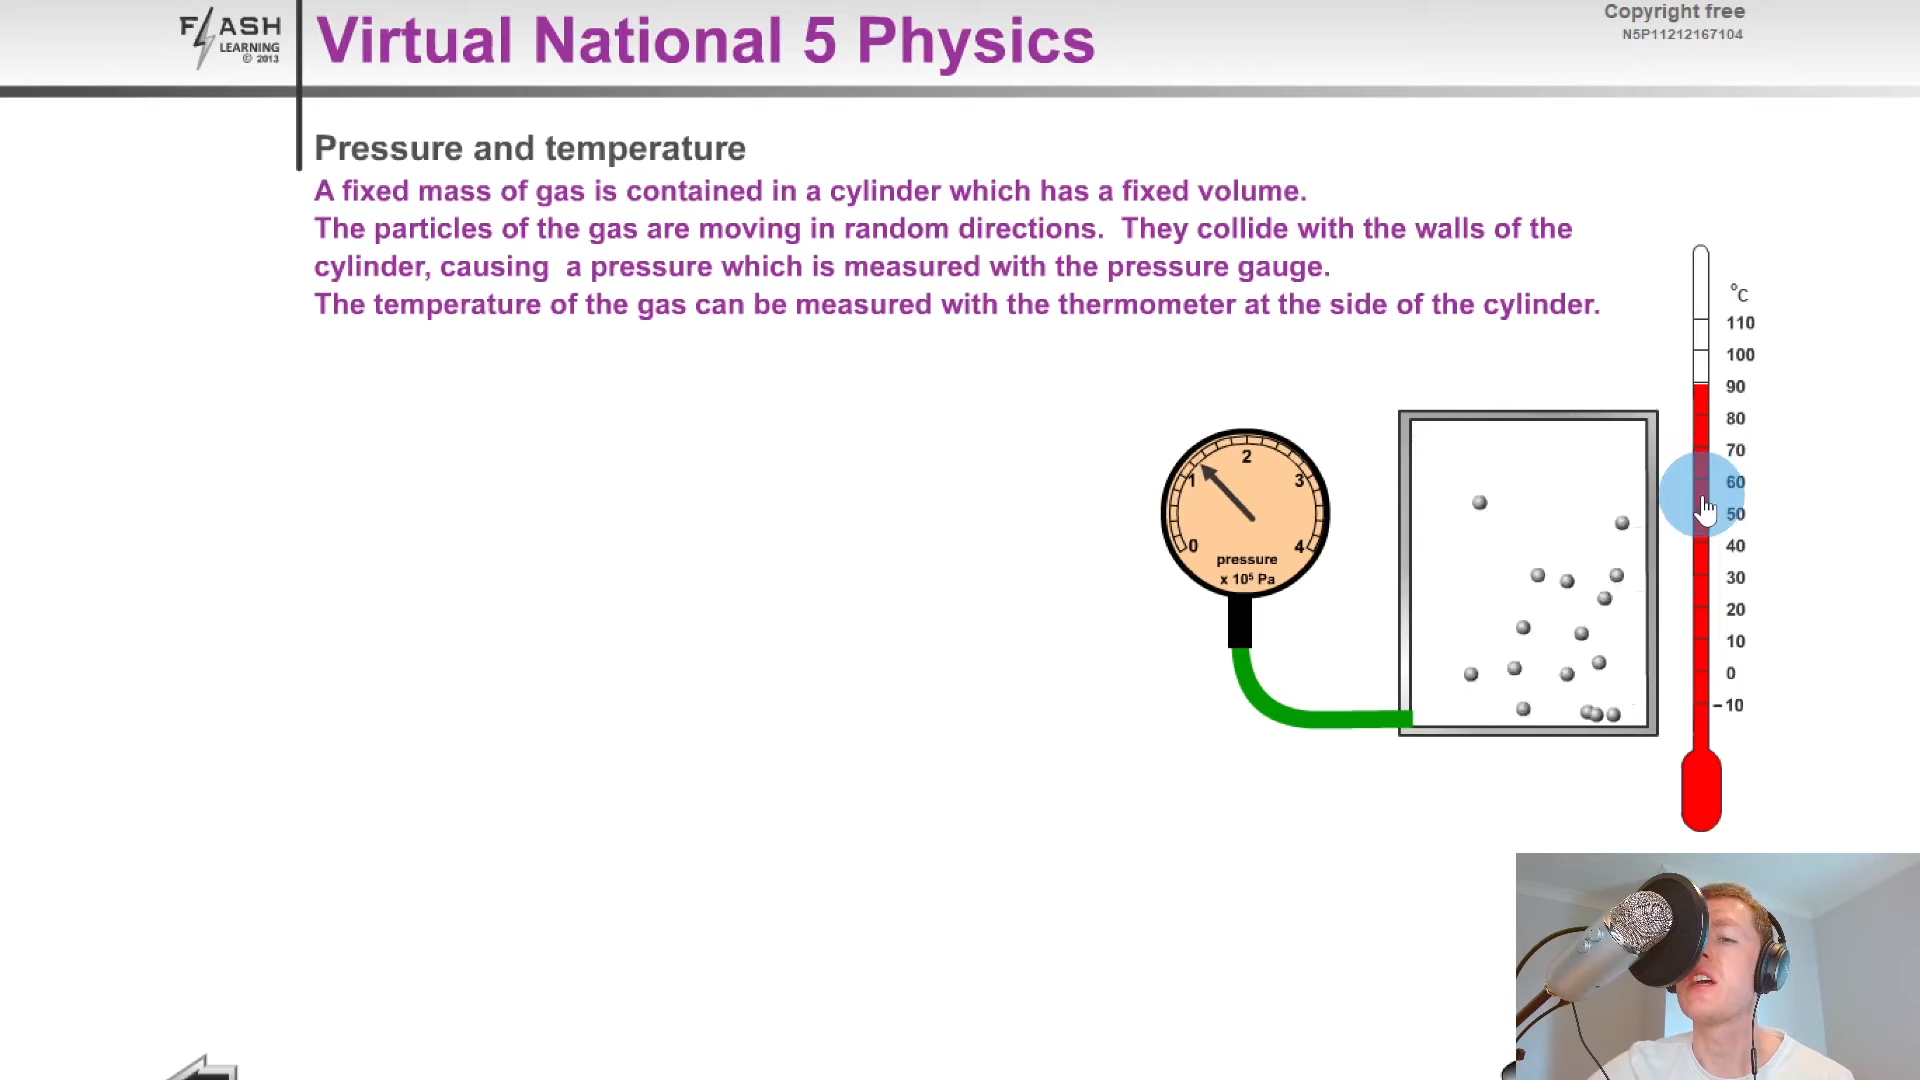 FLASH
LEARNING
© 2013
Virtual National 5 Physics
Copyright free
N5P11212167104
Pressure and temperature
A fixed mass of gas is contained in a cylinder which has a fixed volume.
The particles of the gas are moving in random directions.  They collide with the walls of the
cylinder, causing  a pressure which is measured with the pressure gauge.
The temperature of the gas can be measured with the thermometer at the side of the cylinder.
0
1
2
3
4
pressure
x 10⁵ Pa
°C
110
100
90
80
70
60
50
40
30
20
10
0
-10